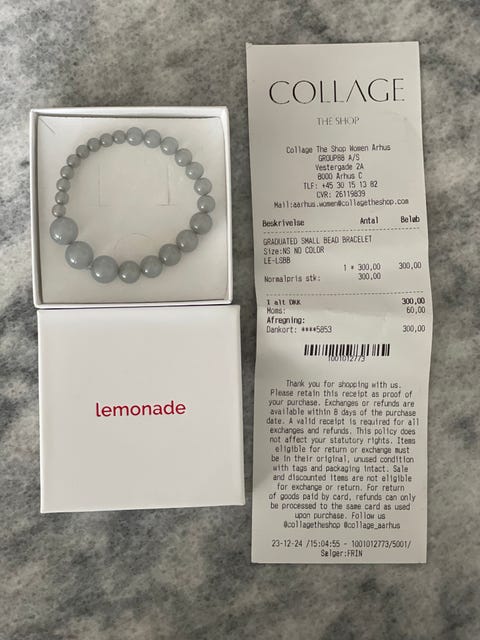 COLLAGE
THE SHOP
Collage The Shop Women Arhus
GROUP88 A/S
Vestergade 2A
8000 Arhus C
TLF: +45 30 15 13 82
CVR: 26119839
Mail:aarhus.women@collagetheshop.com
Beskrivelse Antal Beløb
GRADUATED SMALL BEAD BRACELET
Size:NS NO COLOR
LE-LSBB
1 * 300,00 300,00
Normalpris stk: 300,00
I alt DKK 300,00
Moms: 60,00
Afregning:
Dankort: ****5853 300,00
1001012773
Thank you for shopping with us.
Please retain this receipt as proof of
your purchase. Exchanges or refunds are
available within 8 days of the purchase
date. A valid receipt is required for all
exchanges and refunds. This policy does
not affect your statutory rights. Items
eligible for return or exchange must
be in their original, unused condition
with tags and packaging intact. Sale
and discounted items are not eligible
for exchange or return. For return
of goods paid by card, refunds can only
be processed to the same card as used
upon purchase. Follow us
@collagetheshop @collage_aarhus
23-12-24 /15:04:55 - 1001012773/5001/
Sælger:FRIN
lemonade